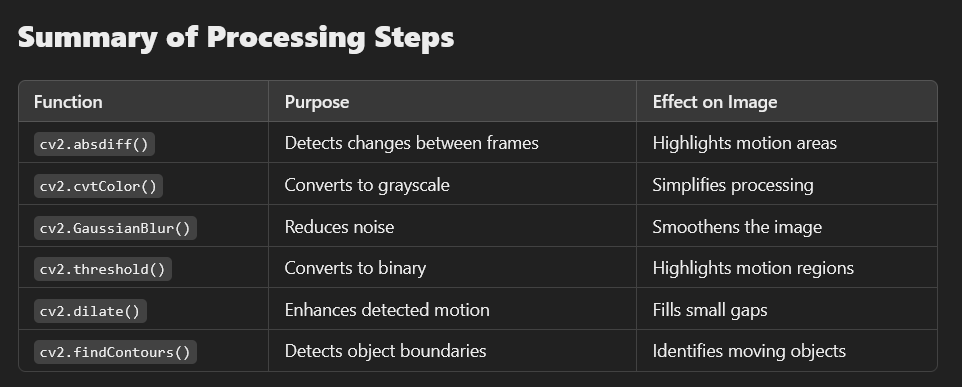 Summary of Processing Steps
Function Purpose Effect on Image
cv2.absdiff() Detects changes between frames Highlights motion areas
cv2.cvtColor() Converts to grayscale Simplifies processing
cv2.GaussianBlur() Reduces noise Smoothens the image
cv2.threshold() Converts to binary Highlights motion regions
cv2.dilate() Enhances detected motion Fills small gaps
cv2.findContours() Detects object boundaries Identifies moving objects